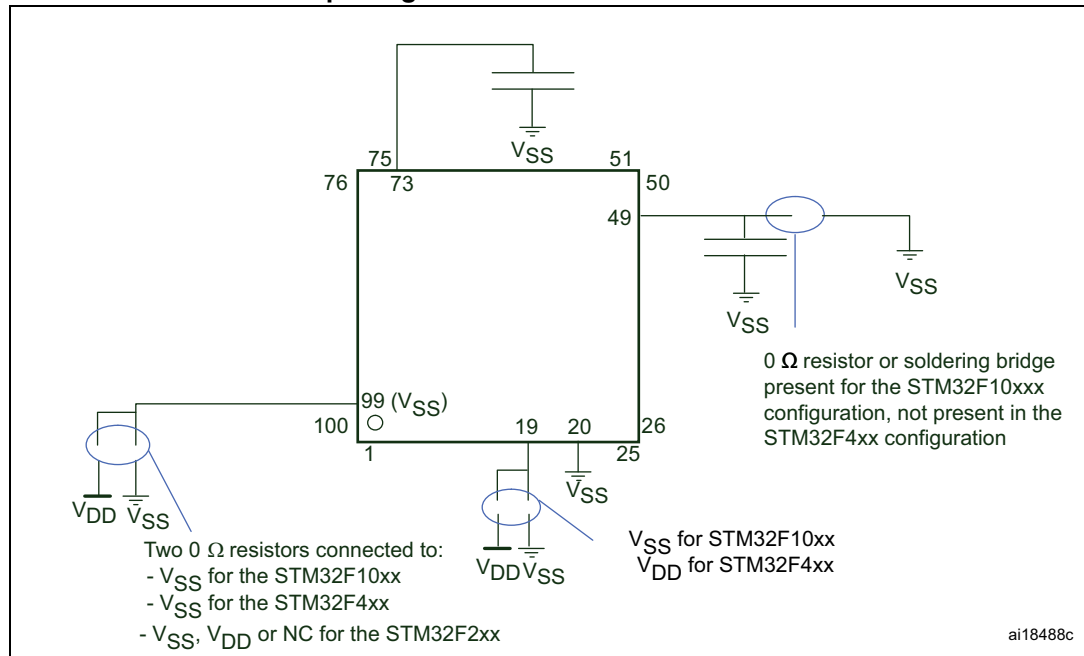 VSS
75
51
76
73
50
49
VSS
VSS
0 Ω resistor or soldering bridge
present for the STM32F10xxx
configuration, not present in the
STM32F4xx configuration
99 (VSS)
100
19
20
26
1
25
VSS
VDD VSS
VDD VSS
VSS for STM32F10xx
VDD for STM32F4xx
Two 0 Ω resistors connected to:
- VSS for the STM32F10xx
- VSS for the STM32F4xx
- VSS, VDD or NC for the STM32F2xx
ai18488c